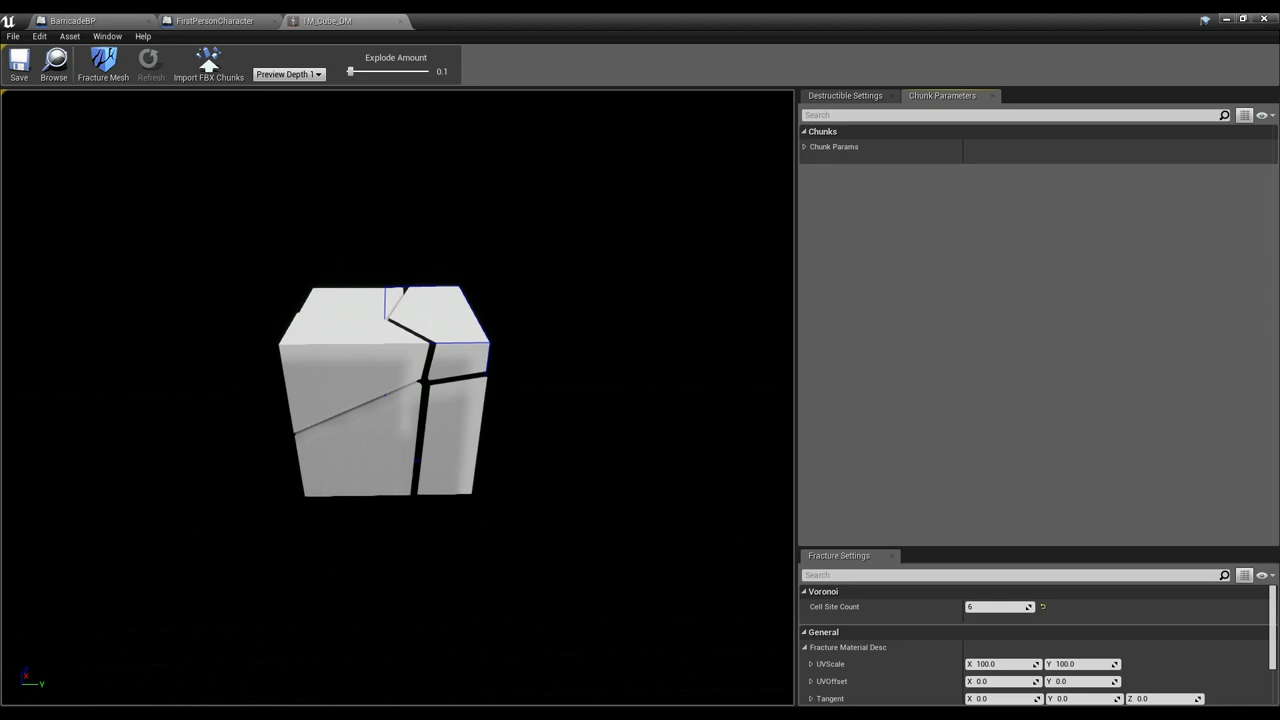 BarricadeBP
FirstPersonCharacter
TM_Cube_DM
File Edit Asset Window Help
Save Browse Fracture Mesh Refresh Import FBX Chunks Preview Depth 1
Explode Amount
0.1
Destructible Settings
Chunk Parameters
Search
Chunks
Chunk Params
Fracture Settings
Search
Voronoi
Cell Site Count 6
General
Fracture Material Desc
UVScale X 100.0 Y 100.0
UVOffset X 0.0 Y 0.0
Tangent X 0.0 Y 0.0 Z 0.0
X
Y